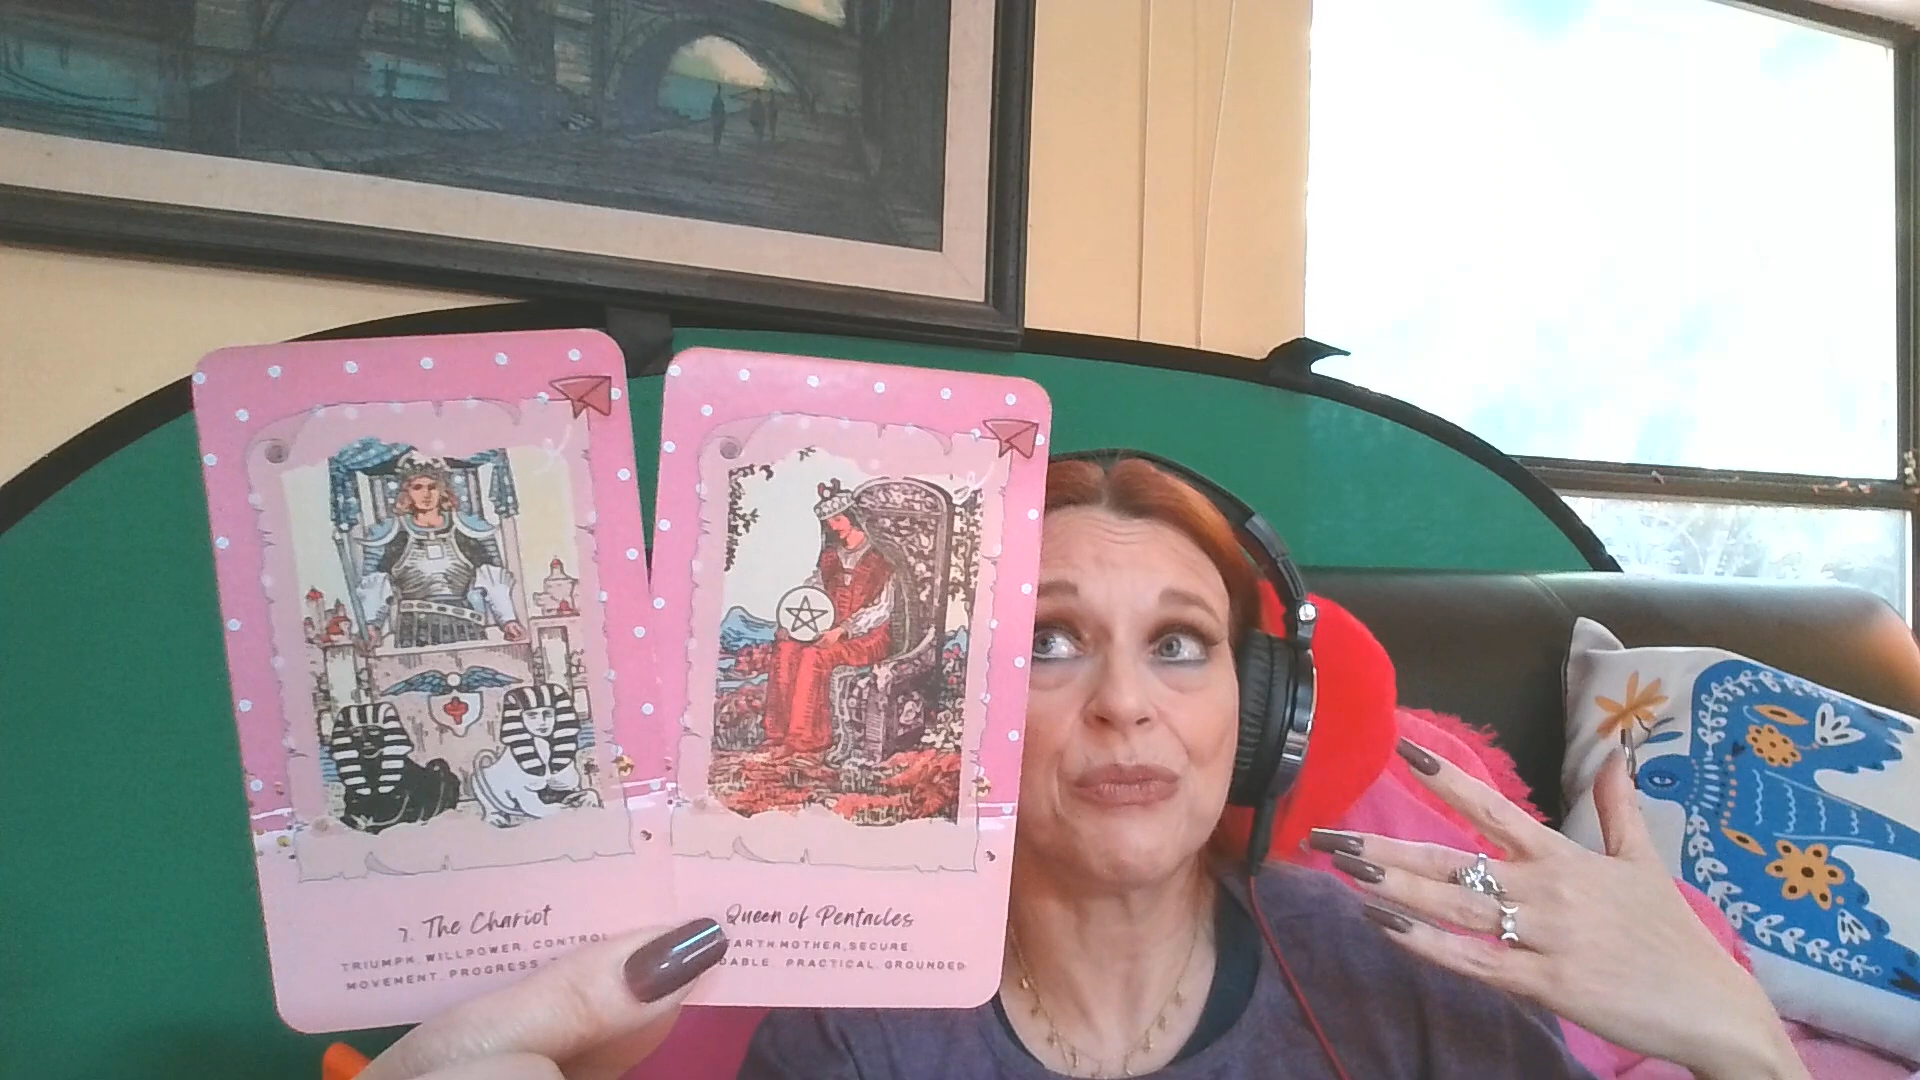 7. The Chariot
TRIUMPH, WILLPOWER, CONTROL
MOVEMENT, PROGRESS,
Queen of Pentacles
EARTH MOTHER, SECURE,
PRACTICAL, GROUNDED